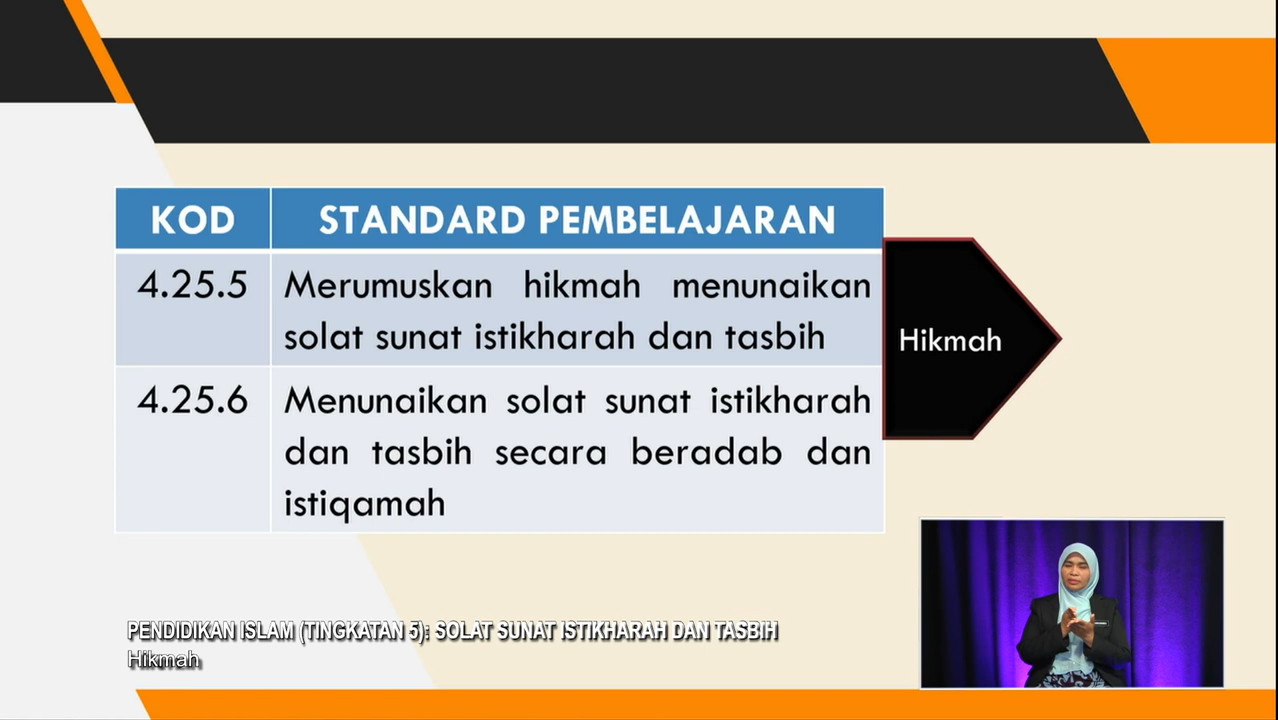 KOD
STANDARD PEMBELAJARAN
4.25.5
Merumuskan hikmah menunaikan
solat sunat istikharah dan tasbih
4.25.6
Menunaikan solat sunat istikharah
dan tasbih secara beradab dan
istiqamah
Hikmah
PENDIDIKAN ISLAM (TINGKATAN 5): SOLAT SUNAT ISTIKHARAH DAN TASBIH
Hikmah